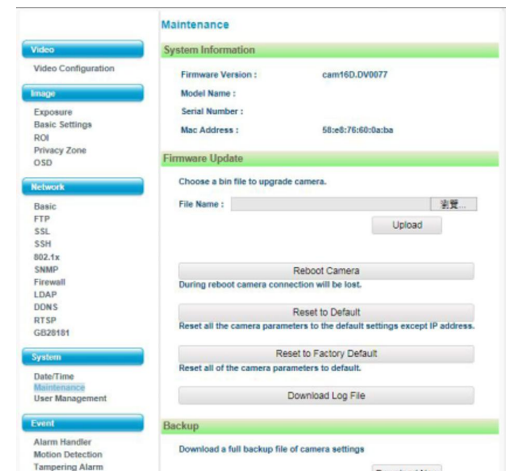 Maintenance
Video
Video Configuration
Image
Exposure
Basic Settings
ROI
Privacy Zone
OSD
Network
Basic
FTP
SSL
SSH
802.1x
SNMP
Firewall
LDAP
DDNS
RTSP
GB28181
System
Date/Time
Maintenance
User Management
Event
Alarm Handler
Motion Detection
Tampering Alarm
System Information
Firmware Version : cam16D.DV0077
Model Name :
Serial Number :
Mac Address : 58:e8:76:60:0a:ba
Firmware Update
Choose a bin file to upgrade camera.
File Name : 瀏覽...
Upload
Reboot Camera
During reboot camera connection will be lost.
Reset to Default
Reset all the camera parameters to the default settings except IP address.
Reset to Factory Default
Reset all of the camera parameters to default.
Download Log File
Backup
Download a full backup file of camera settings